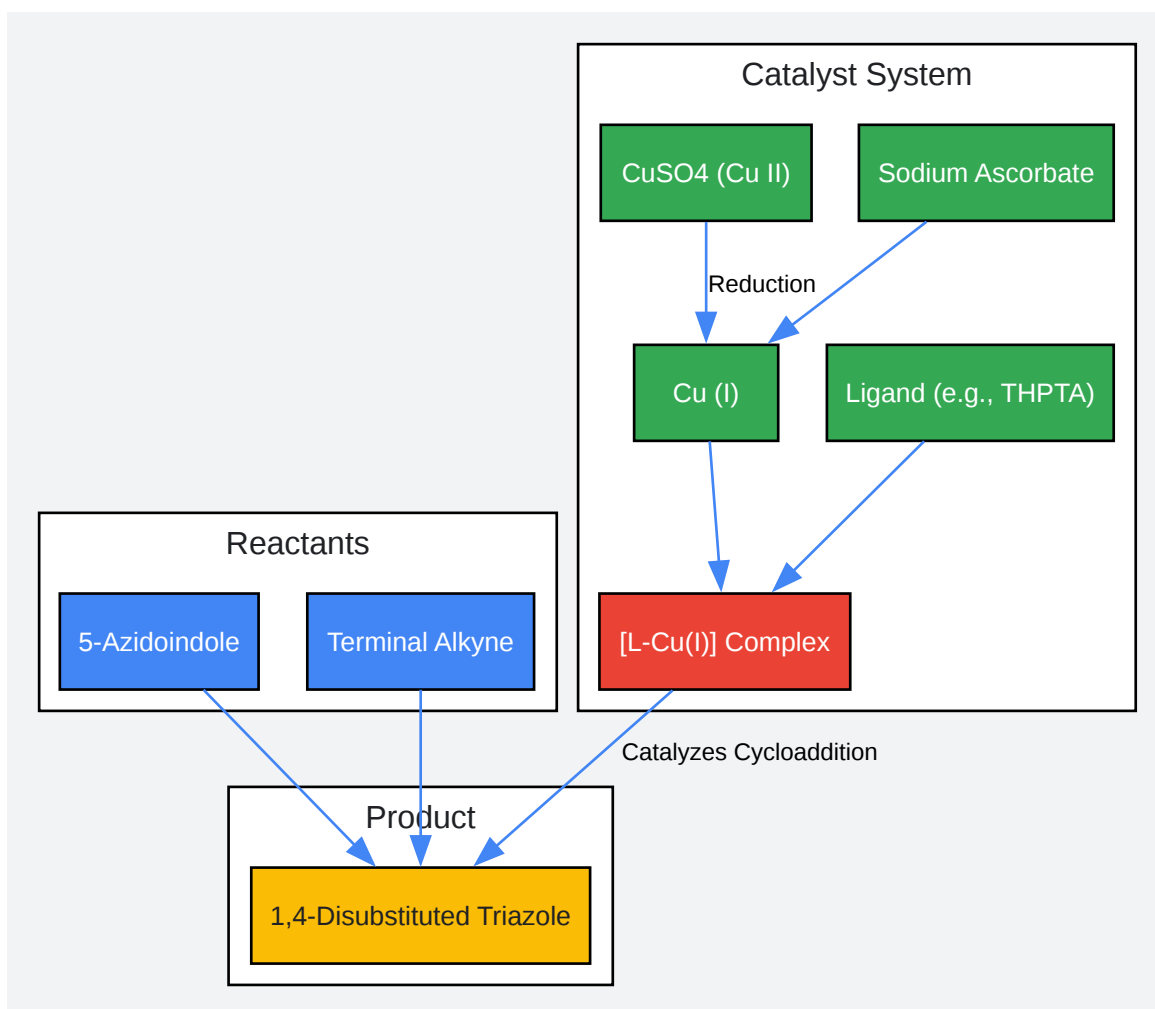 Catalyst System
CuSO4 (Cu II)
Sodium Ascorbate
Reduction
Cu (I)
Ligand (e.g., THPTA)
Reactants
5-Azidoindole
Terminal Alkyne
[L-Cu(I)] Complex
Catalyzes Cycloaddition
Product
1,4-Disubstituted Triazole